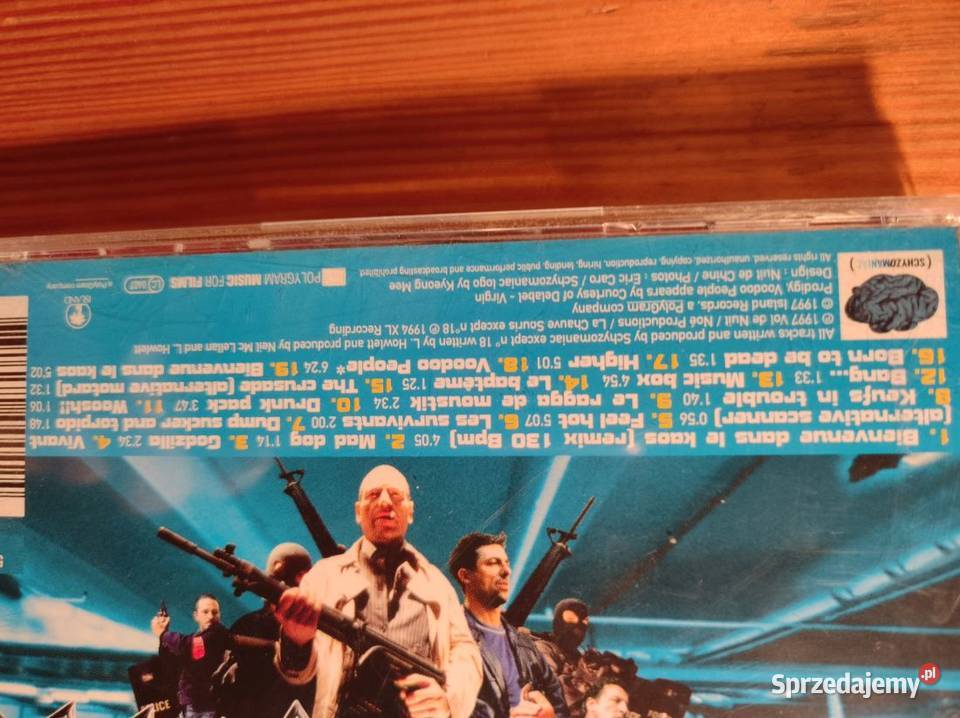 1. Bienvenue dans le kaos (remix 130 Bpm) 4:05 2. Mad dog 1:14 3. Godzilla 2:34 4. Vivant
(alternative scanner) 0:56 5. Feel hot 5:07 6. Les survivants 2:00 7. Dump sucker and torpido 1:48
8. Keufs in trouble 1:40 9. Le ragga de moustik 2:34 10. Drunk pack 3:47 11. Woosh!! 1:06
12. Bang... 1:33 13. Music box 4:54 14. Le baptême 1:25 15. The crusade (alternative motors) 1:32
16. Born to be dead 1:35 17. Higher 5:01 18. Voodoo People* 6:24 19. Bienvenue dans le kaos 5:02
All tracks written and produced by Schyzomaniac except n° 18 written by L. Howlett and produced by Neil Mc Lellan and L. Howlett
℗ 1997 de Vol de Nuit / Noé Productions / La Chauve Souris except n°18 ℗ 1994 XL Recording
© 1997 Island Records, a PolyGram company
Prodigy Voodoo People appears by Courtesy of Delabel - Virgin
Design : Nuit de Chine / Photos : Eric Caro / Schyzomaniac logo by Kyeong Mee
All rights reserved, unauthorized, copying, reproduction, hiring, lending, public performance and broadcasting prohibited
(SCHYZOMANIAC)
POLYGRAM MUSIC FOR FILMS
LC 0407
ISLAND
a PolyGram company
POLICE
Sprzedajemy.pl